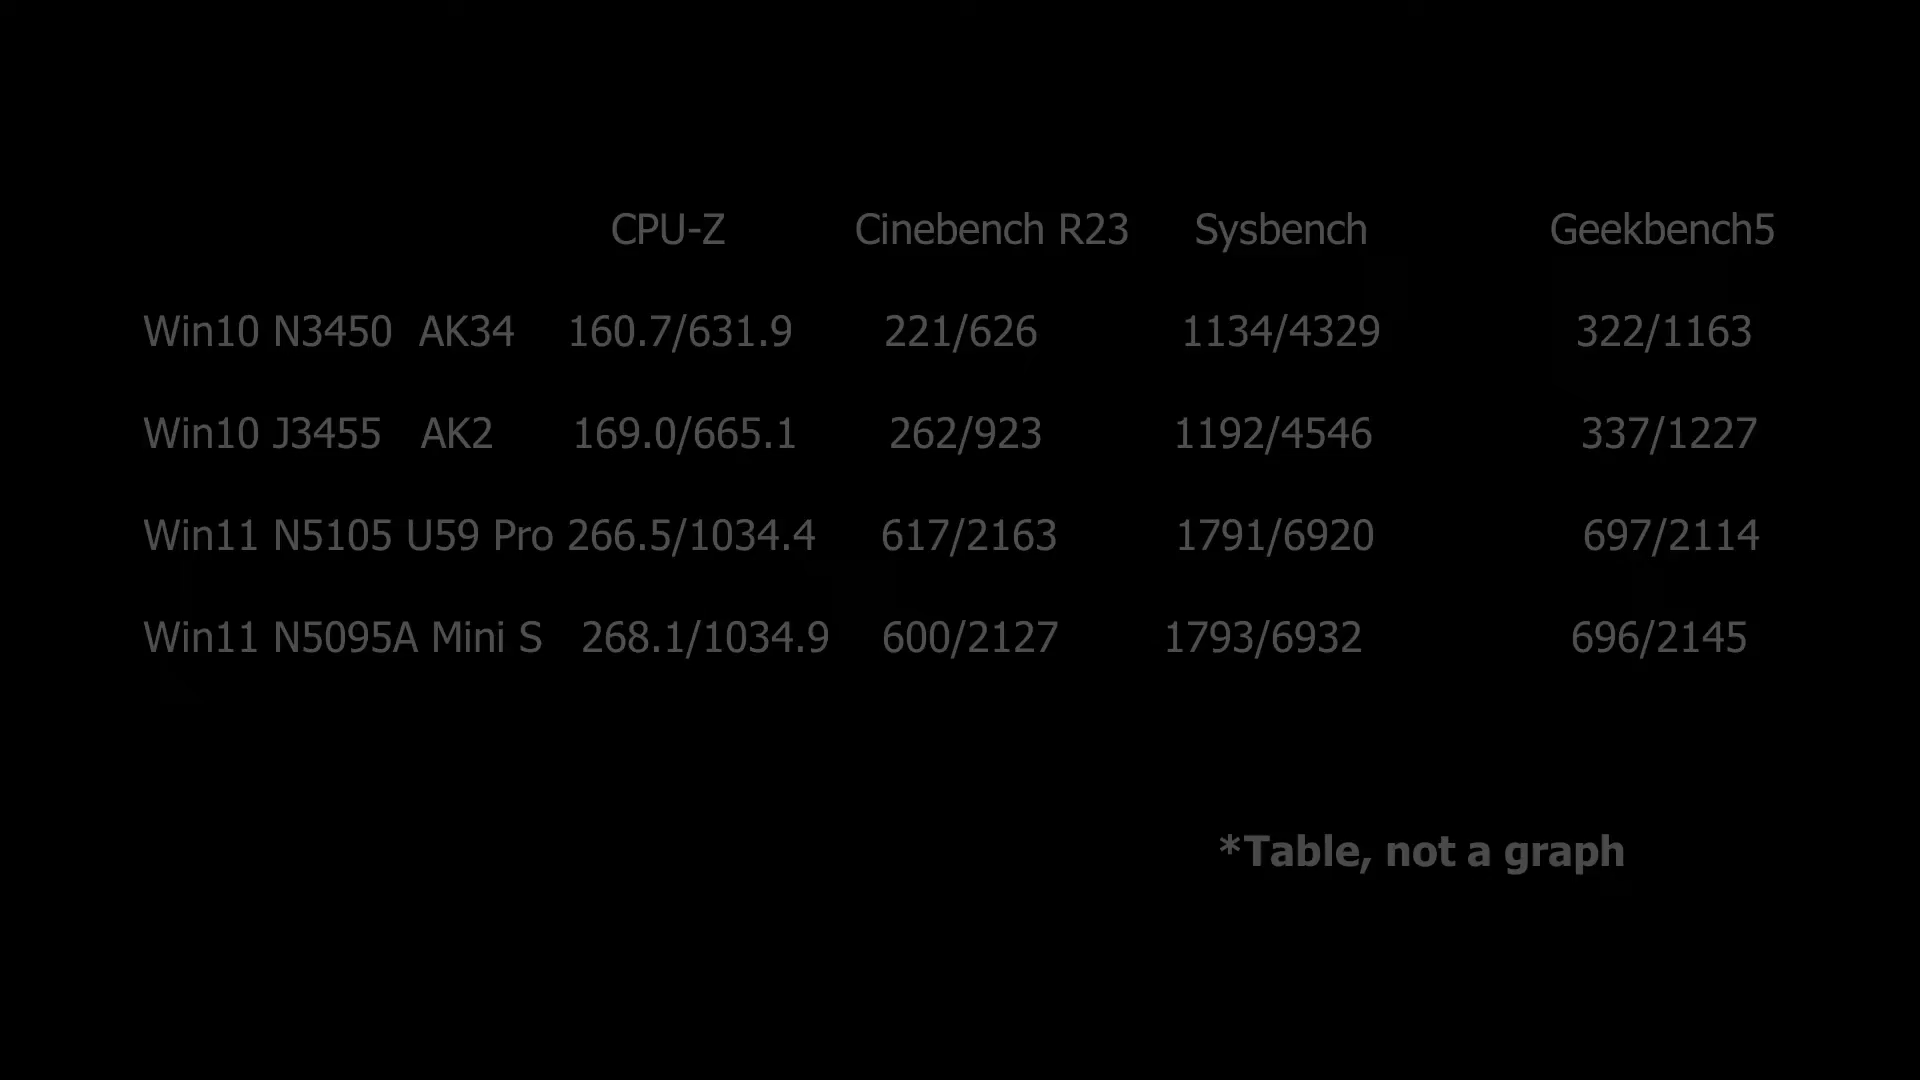 CPU-Z Cinebench R23 Sysbench Geekbench5
Win10 N3450 AK34 160.7/631.9 221/626 1134/4329 322/1163
Win10 J3455 AK2 169.0/665.1 262/923 1192/4546 337/1227
Win11 N5105 U59 Pro 266.5/1034.4 617/2163 1791/6920 697/2114
Win11 N5095A Mini S 268.1/1034.9 600/2127 1793/6932 696/2145
*Table, not a graph